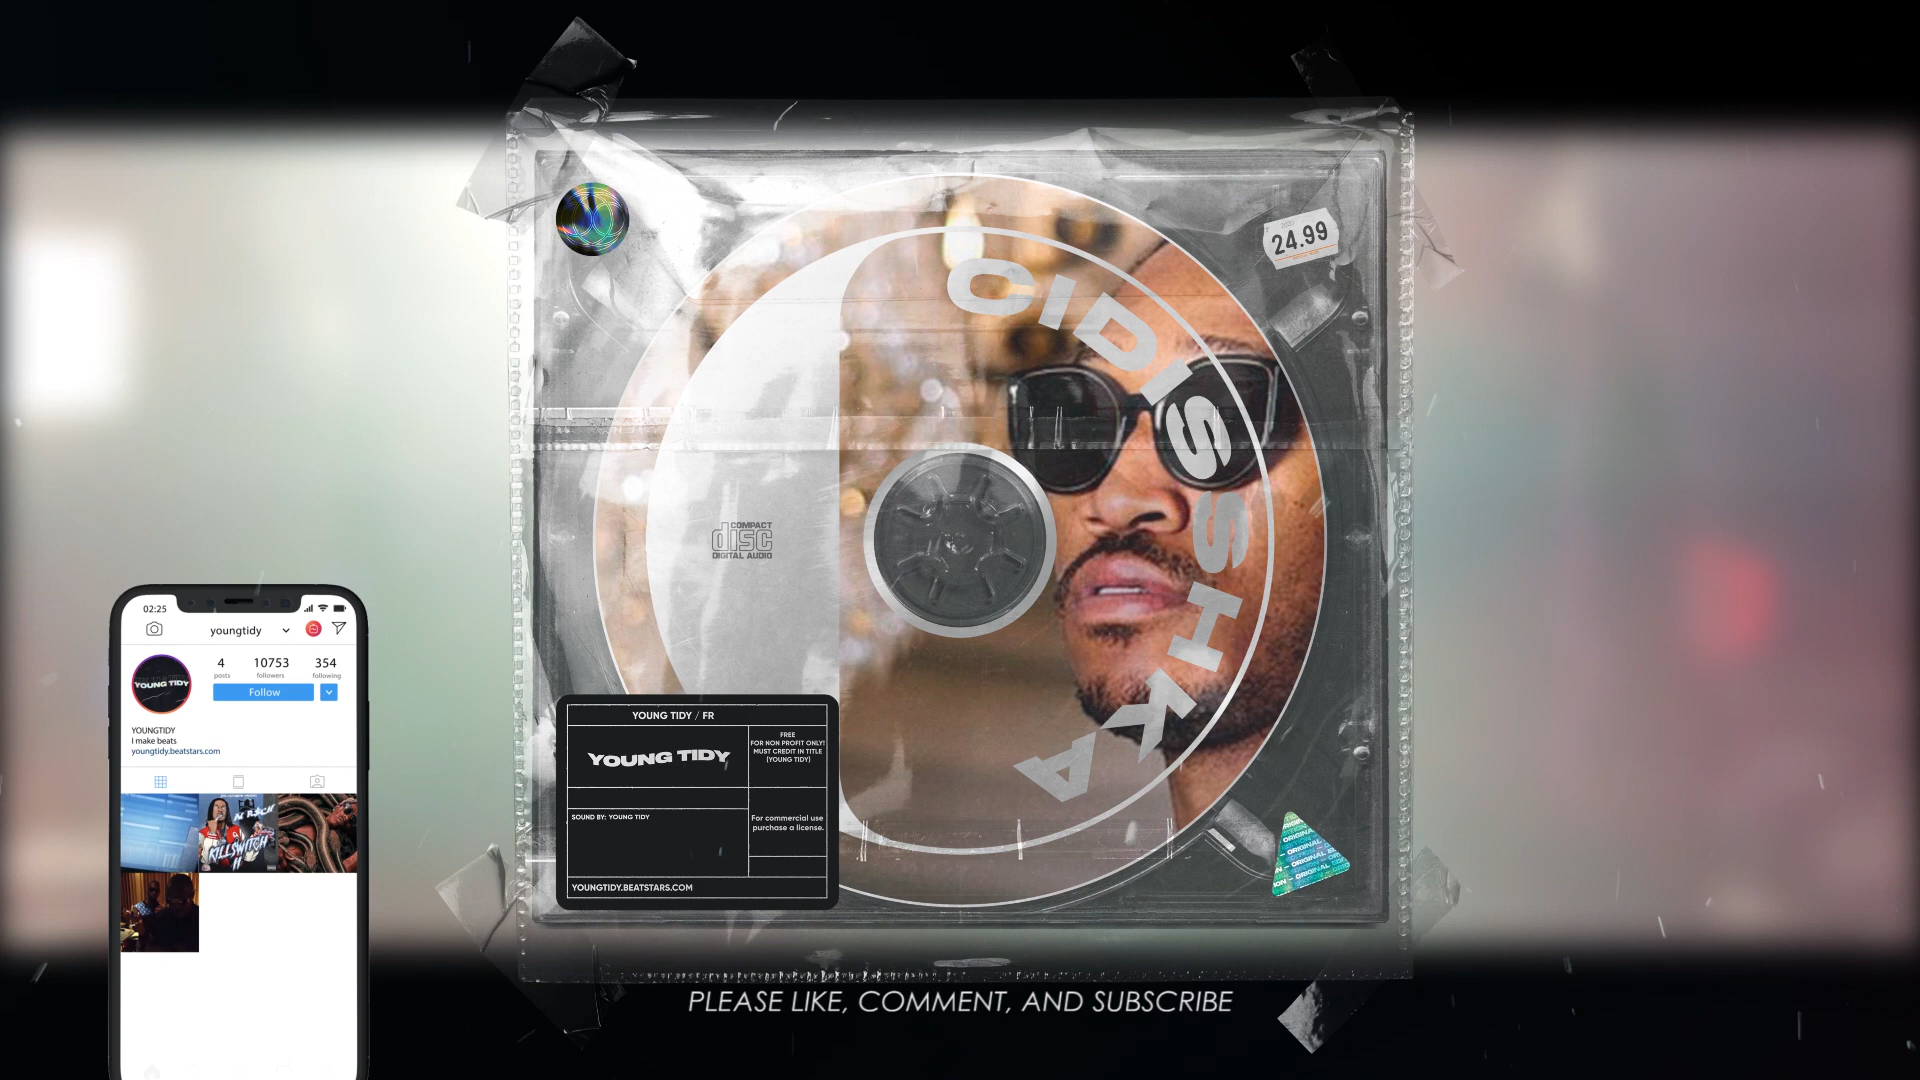 24.99
CIDISSHKA
COMPACT
disc
DIGITAL AUDIO
02:25
youngtidy
4 10753 354
posts followers following
Follow
YOUNG TIDY
YOUNGTIDY
I make beats
youngtidy.beatstars.com
KILLSWITCH
II
YOUNG TIDY / FR
YOUNG TIDY
FREE
FOR NON PROFIT ONLY!
MUST CREDIT IN TITLE
(YOUNG TIDY)
SOUND BY: YOUNG TIDY
For commercial use
purchase a license.
YOUNGTIDY.BEATSTARS.COM
ORIGINAL
PLEASE LIKE, COMMENT, AND SUBSCRIBE